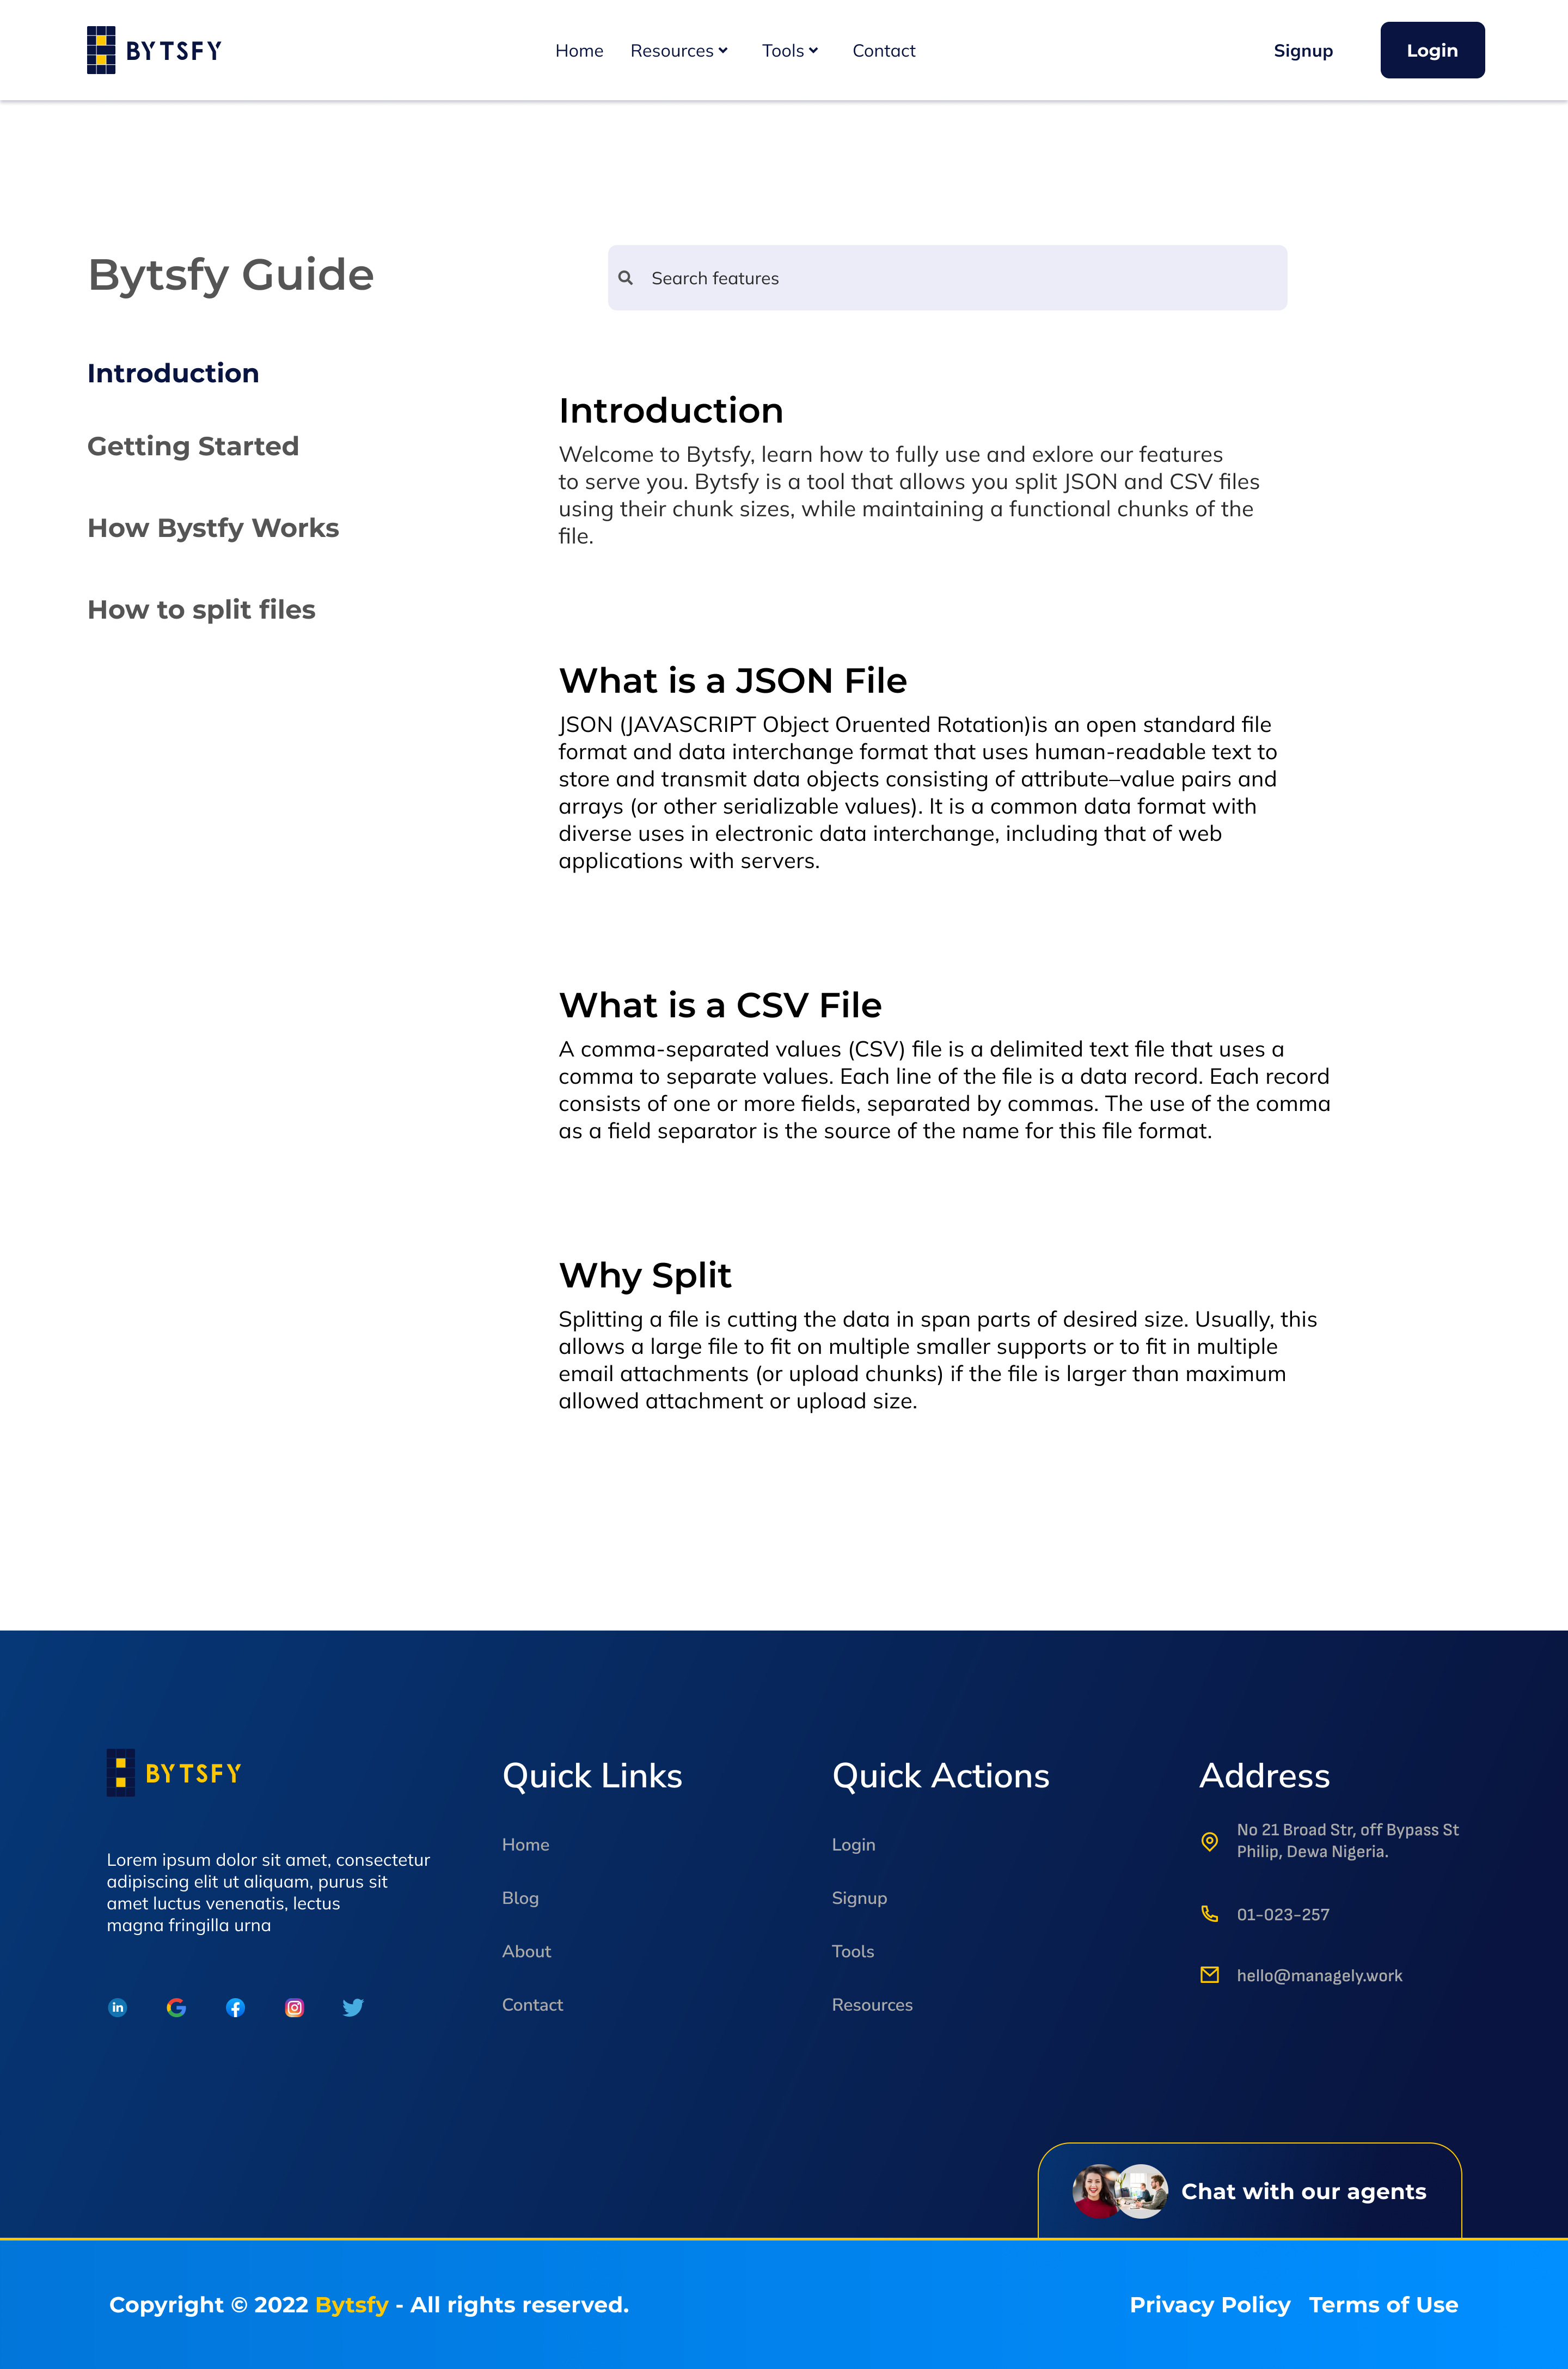 BYTSFY
Home
Resources
Tools
Contact
Signup
Login
Bytsfy Guide
Search features
Introduction
Getting Started
How Bystfy Works
How to split files
Introduction
Welcome to Bytsfy, learn how to fully use and exlore our features
to serve you. Bytsfy is a tool that allows you split JSON and CSV files
using their chunk sizes, while maintaining a functional chunks of the
file.
What is a JSON File
JSON (JAVASCRIPT Object Oruented Rotation)is an open standard file
format and data interchange format that uses human-readable text to
store and transmit data objects consisting of attribute–value pairs and
arrays (or other serializable values). It is a common data format with
diverse uses in electronic data interchange, including that of web
applications with servers.
What is a CSV File
A comma-separated values (CSV) file is a delimited text file that uses a
comma to separate values. Each line of the file is a data record. Each record
consists of one or more fields, separated by commas. The use of the comma
as a field separator is the source of the name for this file format.
Why Split
Splitting a file is cutting the data in span parts of desired size. Usually, this
allows a large file to fit on multiple smaller supports or to fit in multiple
email attachments (or upload chunks) if the file is larger than maximum
allowed attachment or upload size.
BYTSFY
Lorem ipsum dolor sit amet, consectetur
adipiscing elit ut aliquam, purus sit
amet luctus venenatis, lectus
magna fringilla urna
in
Quick Links
Home
Blog
About
Contact
Quick Actions
Login
Signup
Tools
Resources
Address
No 21 Broad Str, off Bypass St
Philip, Dewa Nigeria.
01-023-257
hello@managely.work
Chat with our agents
Copyright © 2022 Bytsfy - All rights reserved.
Privacy Policy
Terms of Use